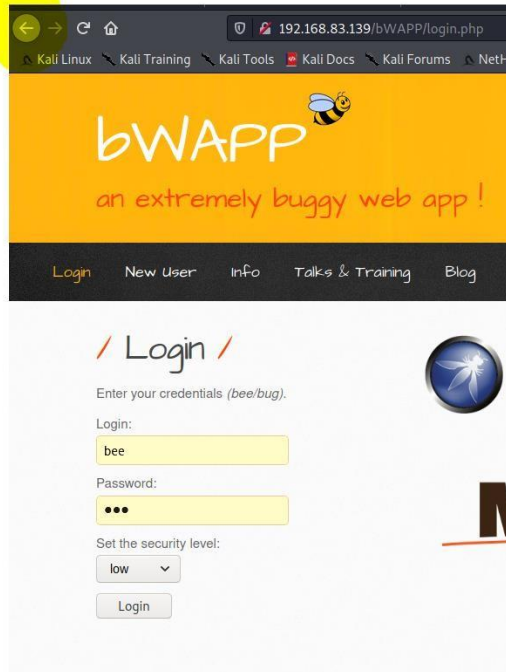 192.168.83.139/bWAPP/login.php
Kali Linux Kali Training Kali Tools Kali Docs Kali Forums NetH
bWAPP
an extremely buggy web app !
Login New User Info Talks & Training Blog
/ Login /
Enter your credentials (bee/bug).
Login:
bee
Password:
●●●
Set the security level:
low
Login
M